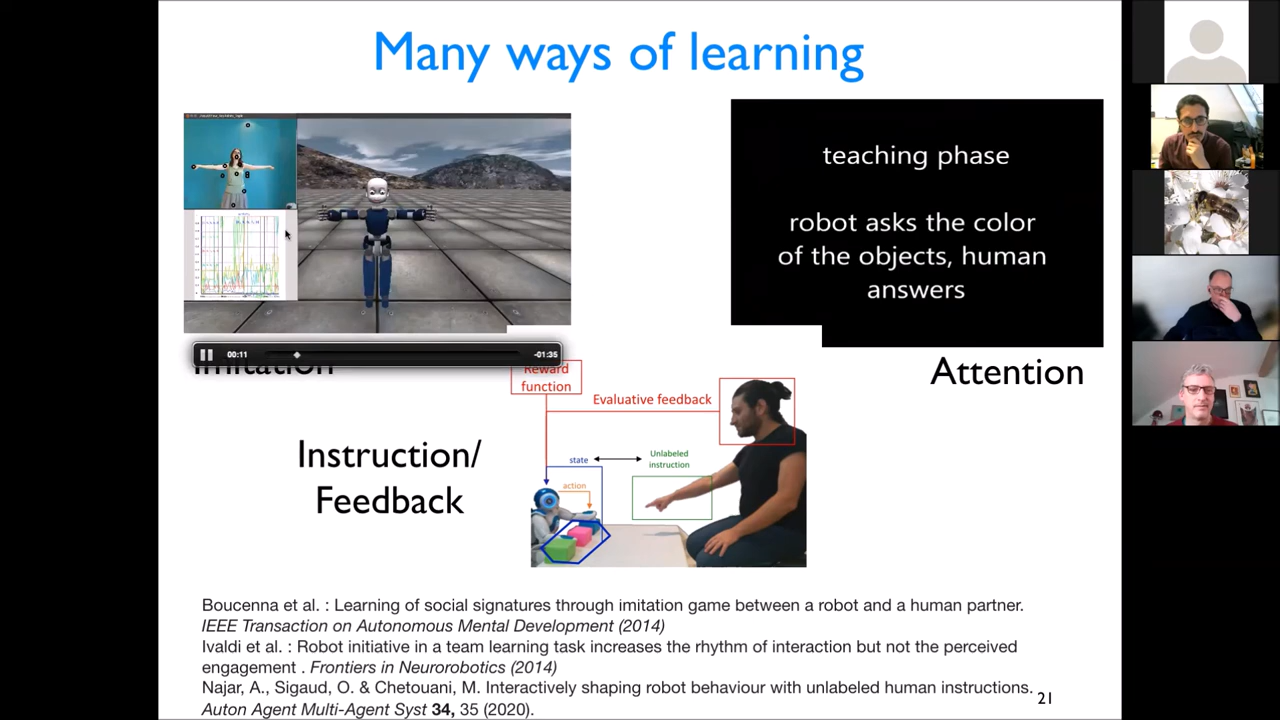 Many ways of learning
teaching phase
robot asks the color
of the objects, human
answers
00:11
-01:35
Imitation
Attention
Reward
function
Evaluative feedback
Instruction/
Feedback
state
Unlabeled
instruction
action
Boucenna et al. : Learning of social signatures through imitation game between a robot and a human partner.
IEEE Transaction on Autonomous Mental Development (2014)
Ivaldi et al. : Robot initiative in a team learning task increases the rhythm of interaction but not the perceived
engagement . Frontiers in Neurorobotics (2014)
Najar, A., Sigaud, O. & Chetouani, M. Interactively shaping robot behaviour with unlabeled human instructions.
Auton Agent Multi-Agent Syst 34, 35 (2020).
21